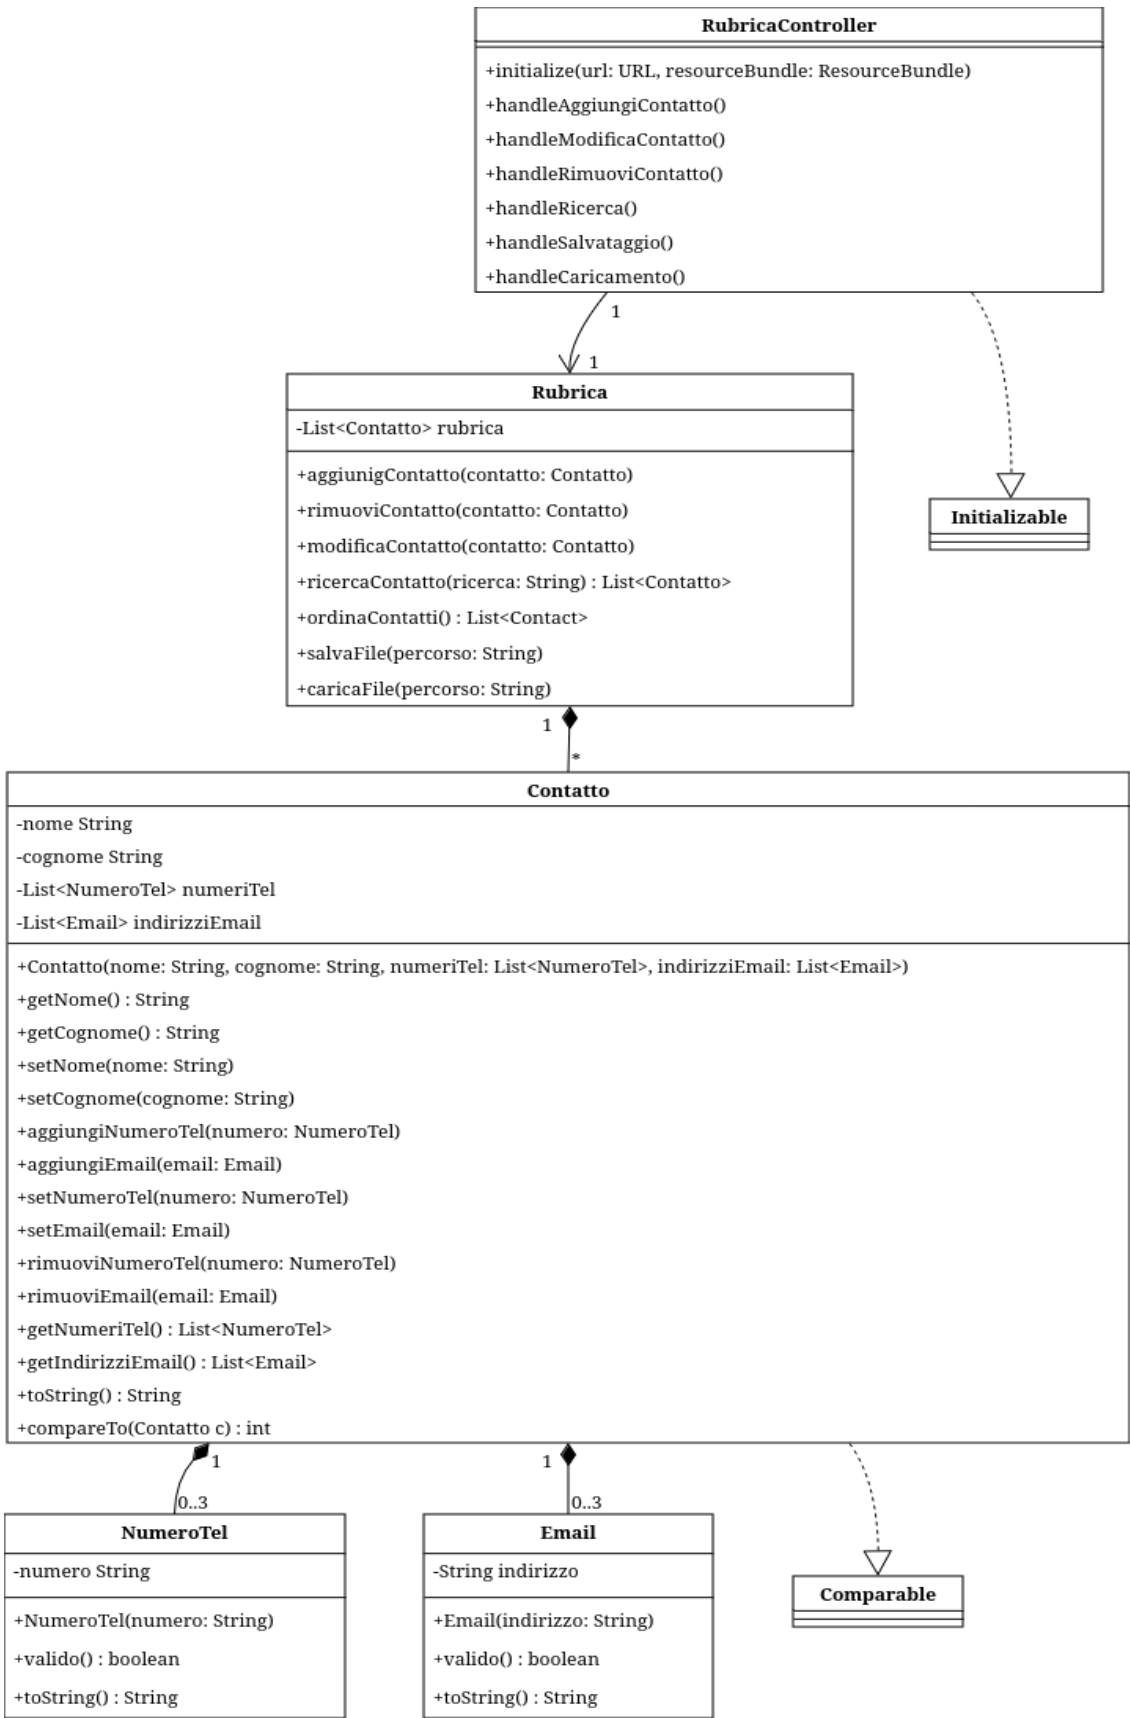 RubricaController
+initialize(url: URL, resourceBundle: ResourceBundle)
+handleAggiungiContatto()
+handleModificaContatto()
+handleRimuoviContatto()
+handleRicerca()
+handleSalvataggio()
+handleCaricamento()
1
1
Rubrica
-List<Contatto> rubrica
+aggiunigContatto(contatto: Contatto)
+rimuoviContatto(contatto: Contatto)
+modificaContatto(contatto: Contatto)
+ricercaContatto(ricerca: String) : List<Contatto>
+ordinaContatti() : List<Contact>
+salvaFile(percorso: String)
+caricaFile(percorso: String)
Initializable
1
*
Contatto
-nome String
-cognome String
-List<NumeroTel> numeriTel
-List<Email> indirizziEmail
+Contatto(nome: String, cognome: String, numeriTel: List<NumeroTel>, indirizziEmail: List<Email>)
+getNome() : String
+getCognome() : String
+setNome(nome: String)
+setCognome(cognome: String)
+aggiungiNumeroTel(numero: NumeroTel)
+aggiungiEmail(email: Email)
+setNumeroTel(numero: NumeroTel)
+setEmail(email: Email)
+rimuoviNumeroTel(numero: NumeroTel)
+rimuoviEmail(email: Email)
+getNumeriTel() : List<NumeroTel>
+getIndirizziEmail() : List<Email>
+toString() : String
+compareTo(Contatto c) : int
1
0..3
1
0..3
NumeroTel
-numero String
+NumeroTel(numero: String)
+valido() : boolean
+toString() : String
Email
-String indirizzo
+Email(indirizzo: String)
+valido() : boolean
+toString() : String
Comparable